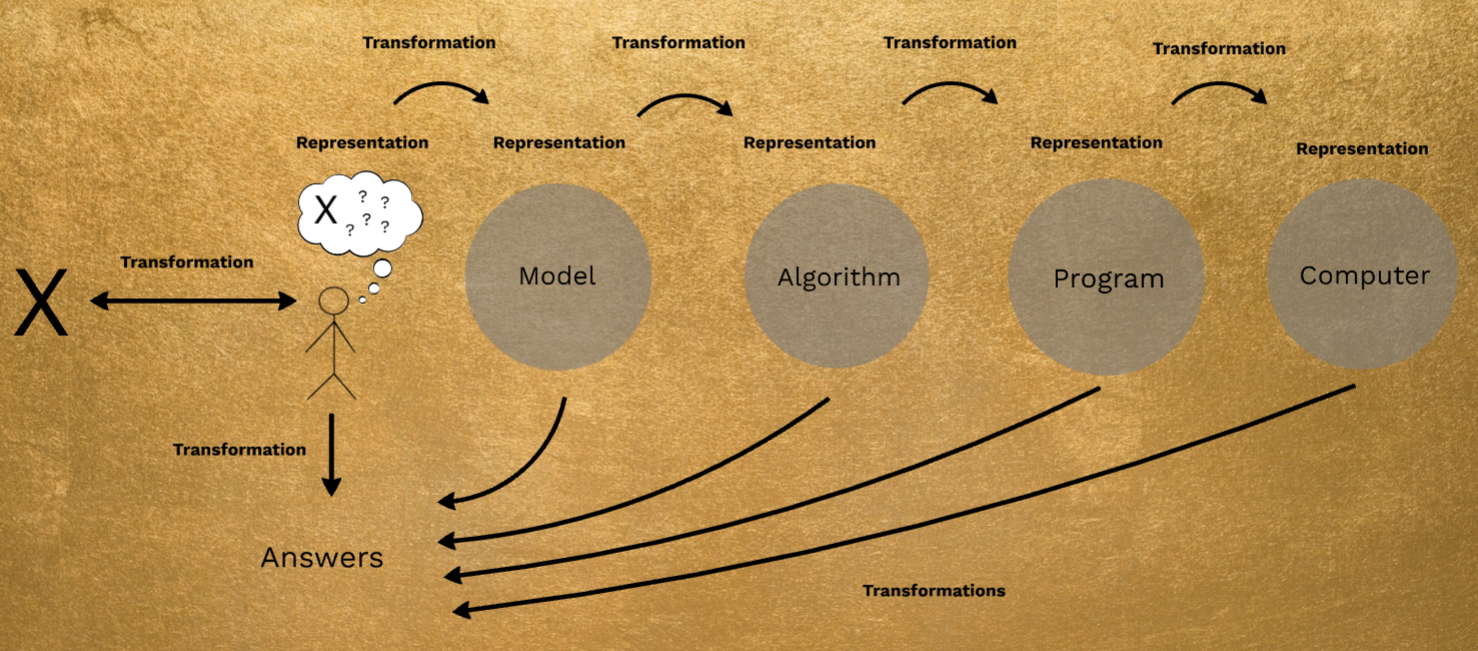 Transformation
Transformation
Transformation
Transformation
Representation
Representation
Representation
Representation
Representation
X
?
?
?
?
?
Transformation
X
Model
Algorithm
Program
Computer
Transformation
Answers
Transformations